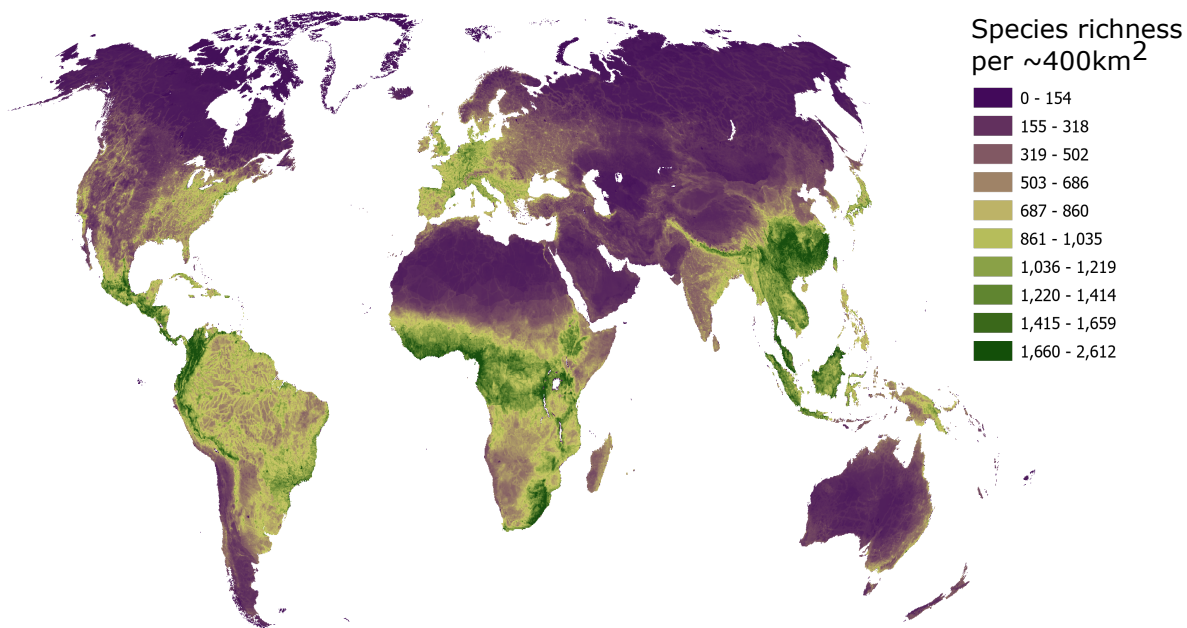 Species richness
per ~400km2
0 - 154
155 - 318
319 - 502
503 - 686
687 - 860
861 - 1,035
1,036 - 1,219
1,220 - 1,414
1,415 - 1,659
1,660 - 2,612